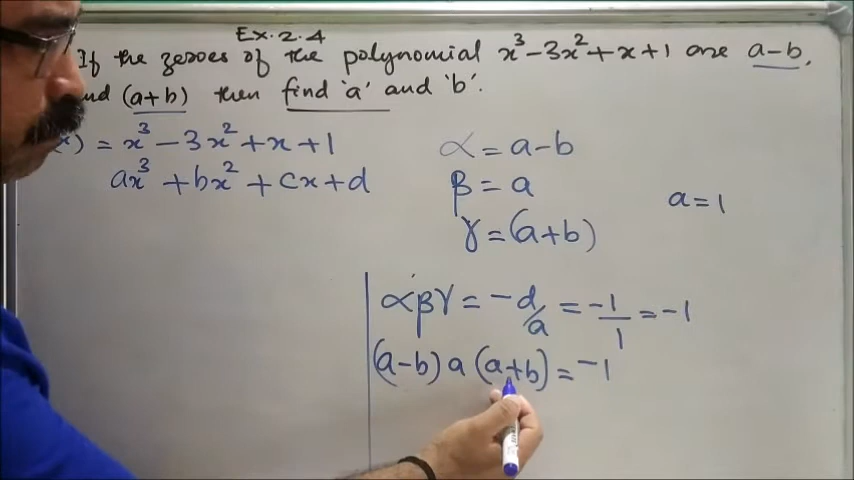 Ex.2.4
If the zeroes of the polynomial x³-3x²+x+1 are a-b,
(a+b) then find 'a' and 'b'.
= x³-3x²+x+1
ax³+bx²+cx+d
α = a-b
β = a
γ = (a+b)
a=1
αβγ = -d/a = -1/1 = -1
(a-b) a (a+b) = -1